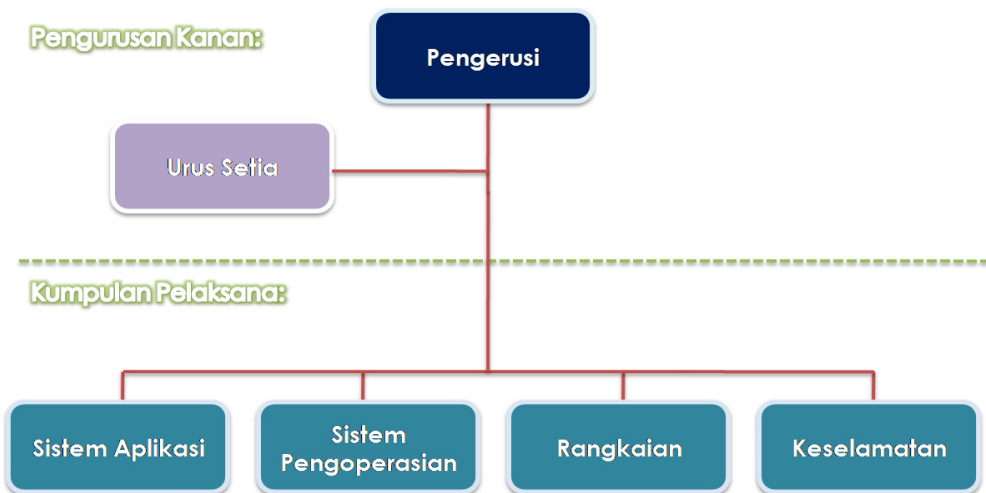 Pengurusan Kanan:
Pengerusi
Urus Setia
Kumpulan Pelaksana:
Sistem Aplikasi
Sistem
Pengoperasian
Rangkaian
Keselamatan